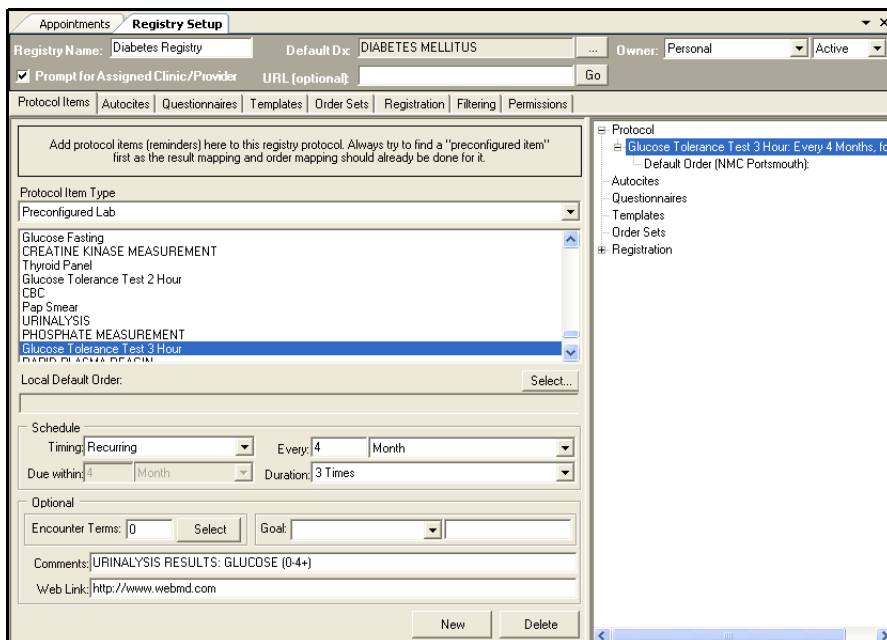 Appointments Registry Setup
Registry Name: Diabetes Registry Default Dx: DIABETES MELLITUS ... Owner: Personal Active
Prompt for Assigned Clinic/Provider URL (optional): Go
Protocol Items Autocites Questionnaires Templates Order Sets Registration Filtering Permissions
Add protocol items (reminders) here to this registry protocol. Always try to find a "preconfigured item"
first as the result mapping and order mapping should already be done for it.
Protocol Item Type
Preconfigured Lab
Glucose Fasting
CREATINE KINASE MEASUREMENT
Thyroid Panel
Glucose Tolerance Test 2 Hour
CBC
Pap Smear
URINALYSIS
PHOSPHATE MEASUREMENT
Glucose Tolerance Test 3 Hour
RAPID PLASMA REAGIN
Local Default Order: Select...
Schedule
Timing: Recurring Every: 4 Month
Due within: 4 Month Duration: 3 Times
Optional
Encounter Terms: 0 Select Goal:
Comments: URINALYSIS RESULTS: GLUCOSE (0-4+)
Web Link: http://www.webmd.com
New Delete
Protocol
Glucose Tolerance Test 3 Hour: Every 4 Months, fo
Default Order (NMC Portsmouth):
Autocites
Questionnaires
Templates
Order Sets
Registration